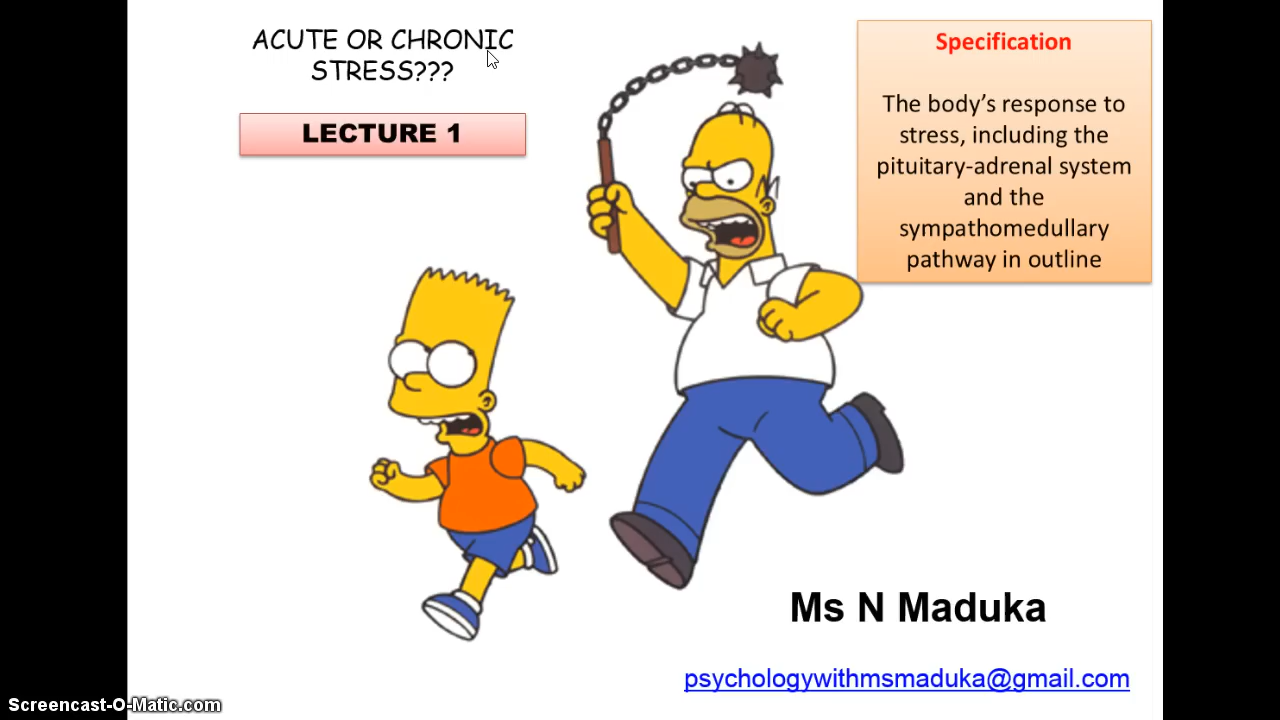 ACUTE OR CHRONIC
STRESS???
LECTURE 1
Specification
The body’s response to
stress, including the
pituitary-adrenal system
and the
sympathomedullary
pathway in outline
Ms N Maduka
psychologywithmsmaduka@gmail.com
Screencast-O-Matic.com